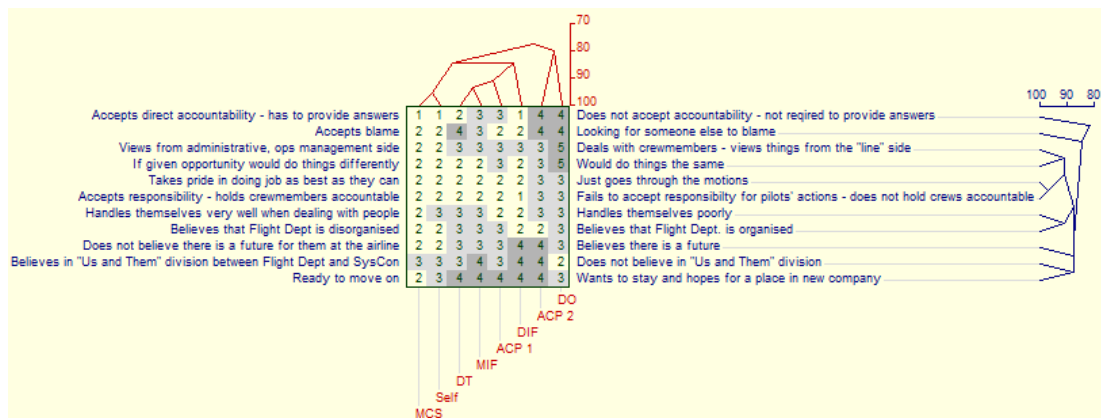 70
80
90
100
100 90 80
Accepts direct accountability - has to provide answers 1 1 2 3 3 1 4 4 Does not accept accountability - not reqired to provide answers
Accepts blame 2 2 4 3 2 2 4 4 Looking for someone else to blame
Views from administrative, ops management side 2 2 3 3 3 3 3 5 Deals with crewmembers - views things from the "line" side
If given opportunity would do things differently 2 2 2 2 3 2 3 5 Would do things the same
Takes pride in doing job as best as they can 2 2 2 2 2 2 3 3 Just goes through the motions
Accepts responsibility - holds crewmembers accountable 2 2 2 2 2 1 3 3 Fails to accept responsibilty for pilots' actions - does not hold crews accountable
Handles themselves very well when dealing with people 2 3 3 3 2 2 3 3 Handles themselves poorly
Believes that Flight Dept is disorganised 2 2 3 3 3 2 2 3 Believes that Flight Dept. is organised
Does not believe there is a future for them at the airline 2 2 3 3 3 4 4 3 Believes there is a future
Believes in "Us and Them" division between Flight Dept and SysCon 3 3 3 4 3 4 4 2 Does not believe in "Us and Them" division
Ready to move on 2 3 4 4 4 4 4 3 Wants to stay and hopes for a place in new company
DO
ACP 2
DIF
ACP 1
MIF
DT
Self
MCS